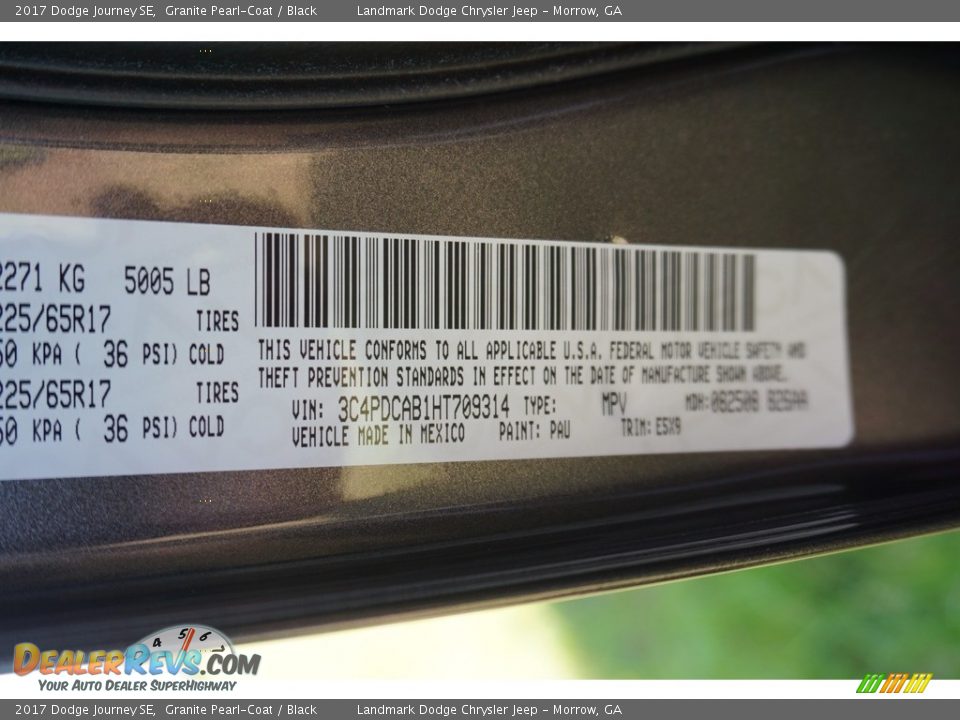 2017 Dodge Journey SE, Granite Pearl-Coat / Black Landmark Dodge Chrysler Jeep - Morrow, GA
2271 KG 5005 LB
225/65R17 TIRES
50 KPA ( 36 PSI) COLD
225/65R17 TIRES
50 KPA ( 36 PSI) COLD
THIS VEHICLE CONFORMS TO ALL APPLICABLE U.S.A. FEDERAL MOTOR VEHICLE SAFETY AND
THEFT PREVENTION STANDARDS IN EFFECT ON THE DATE OF MANUFACTURE SHOWN ABOVE.
VIN: 3C4PDCAB1HT709314 TYPE: MPV MDH:
VEHICLE MADE IN MEXICO PAINT: PAU TRIM: E5X9
4 5 6
DEALERREVS.COM
YOUR AUTO DEALER SUPERHIGHWAY
2017 Dodge Journey SE, Granite Pearl-Coat / Black Landmark Dodge Chrysler Jeep - Morrow, GA